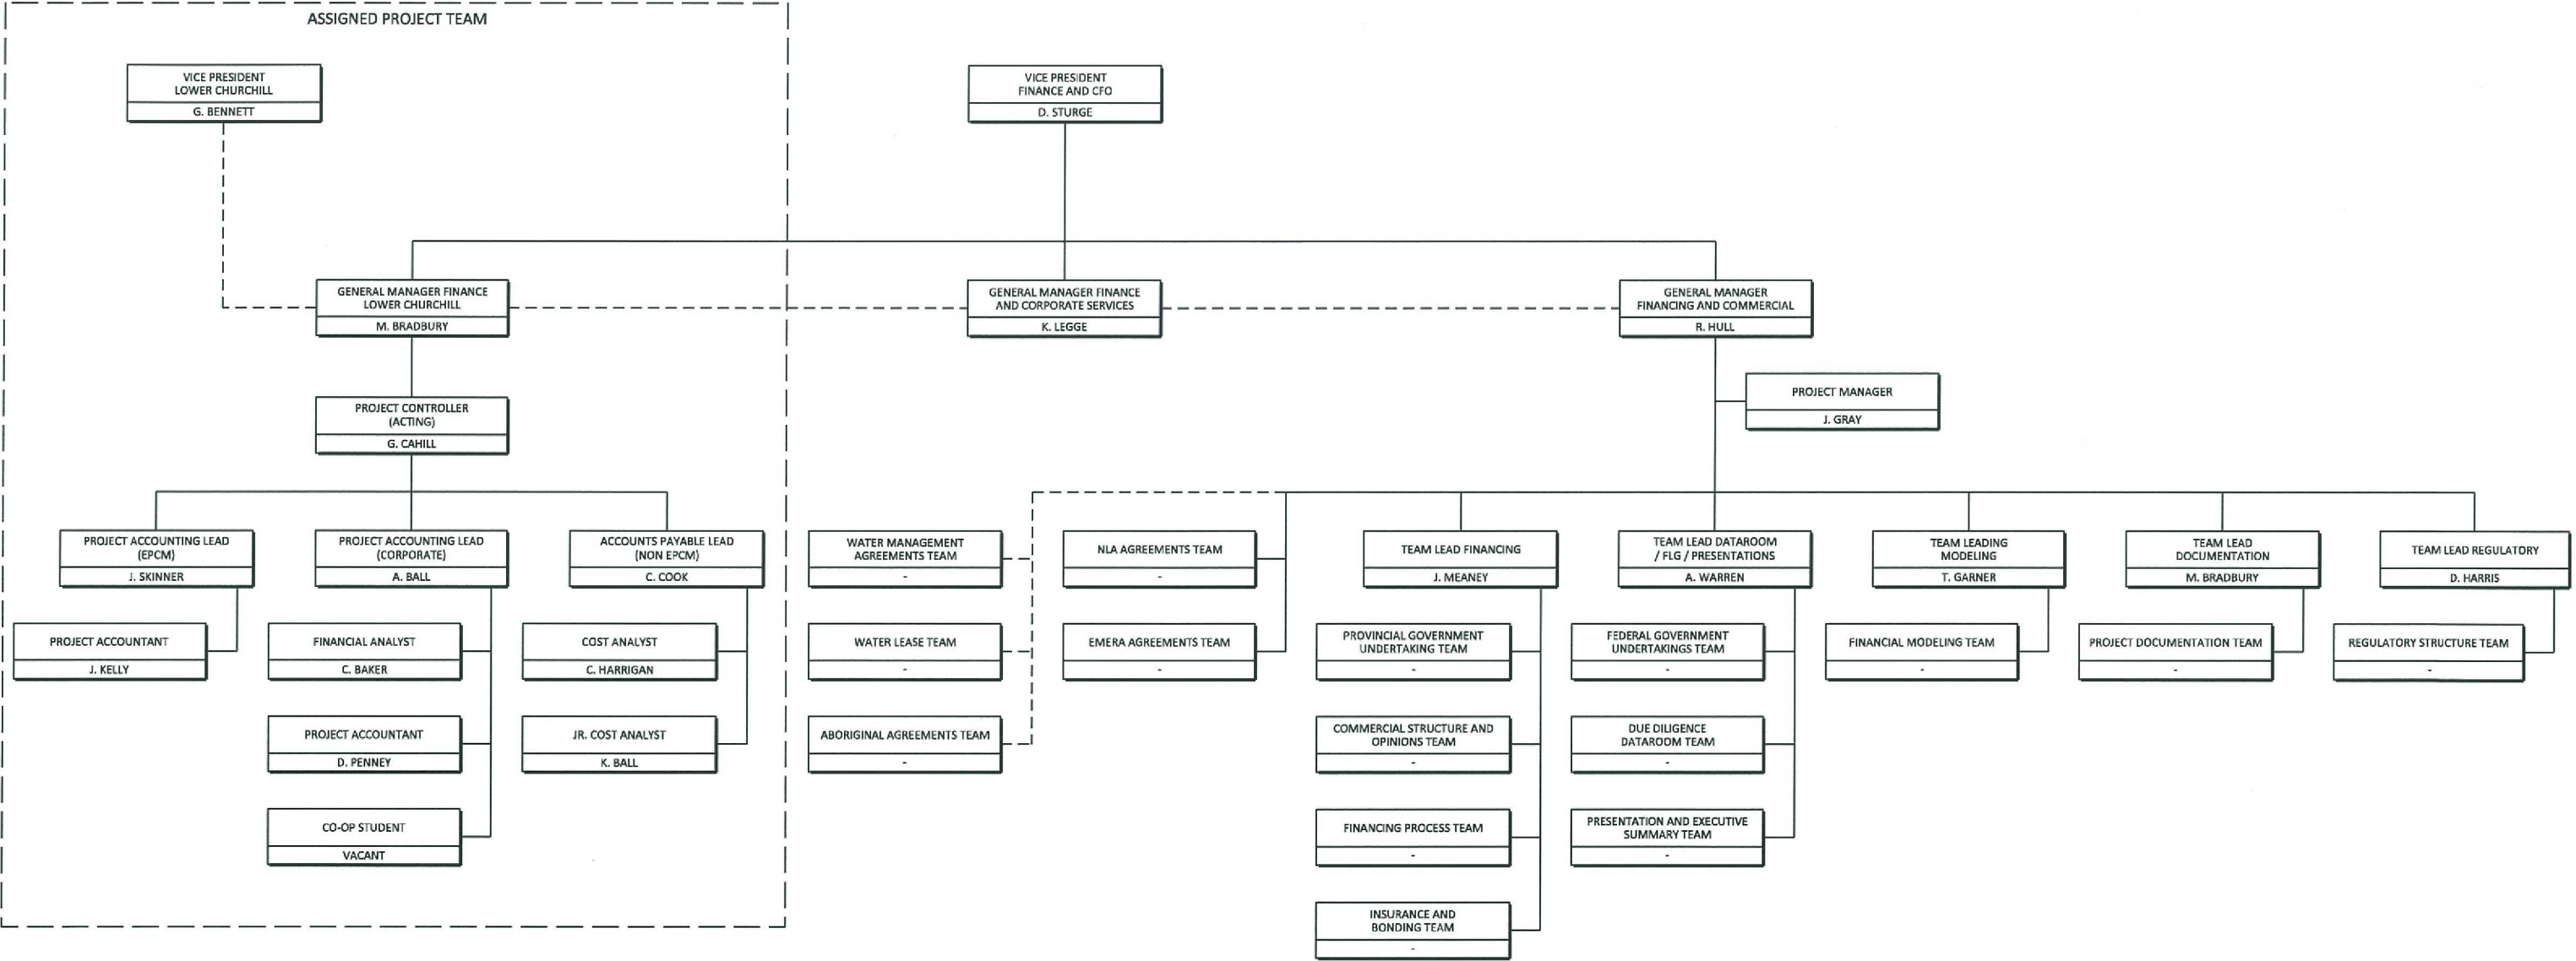 ASSIGNED PROJECT TEAM
VICE PRESIDENT
LOWER CHURCHILL
G. BENNETT
VICE PRESIDENT
FINANCE AND CFO
D. STURGE
GENERAL MANAGER FINANCE
LOWER CHURCHILL
M. BRADBURY
GENERAL MANAGER FINANCE
AND CORPORATE SERVICES
K. LEGGE
GENERAL MANAGER
FINANCING AND COMMERCIAL
R. HULL
PROJECT MANAGER
J. GRAY
PROJECT CONTROLLER
(ACTING)
G. CAHILL
PROJECT ACCOUNTING LEAD
(EPCM)
J. SKINNER
PROJECT ACCOUNTING LEAD
(CORPORATE)
A. BALL
ACCOUNTS PAYABLE LEAD
(NON EPCM)
C. COOK
WATER MANAGEMENT
AGREEMENTS TEAM
-
NLA AGREEMENTS TEAM
-
TEAM LEAD FINANCING
J. MEANEY
TEAM LEAD DATAROOM
/ FLG / PRESENTATIONS
A. WARREN
TEAM LEADING
MODELING
T. GARNER
TEAM LEAD
DOCUMENTATION
M. BRADBURY
TEAM LEAD REGULATORY
D. HARRIS
PROJECT ACCOUNTANT
J. KELLY
FINANCIAL ANALYST
C. BAKER
COST ANALYST
C. HARRIGAN
WATER LEASE TEAM
-
EMERA AGREEMENTS TEAM
-
PROVINCIAL GOVERNMENT
UNDERTAKING TEAM
-
FEDERAL GOVERNMENT
UNDERTAKINGS TEAM
-
FINANCIAL MODELING TEAM
-
PROJECT DOCUMENTATION TEAM
-
REGULATORY STRUCTURE TEAM
-
PROJECT ACCOUNTANT
D. PENNEY
JR. COST ANALYST
K. BALL
ABORIGINAL AGREEMENTS TEAM
-
COMMERCIAL STRUCTURE AND
OPINIONS TEAM
-
DUE DILIGENCE
DATAROOM TEAM
-
CO-OP STUDENT
VACANT
FINANCING PROCESS TEAM
-
PRESENTATION AND EXECUTIVE
SUMMARY TEAM
-
INSURANCE AND
BONDING TEAM
-